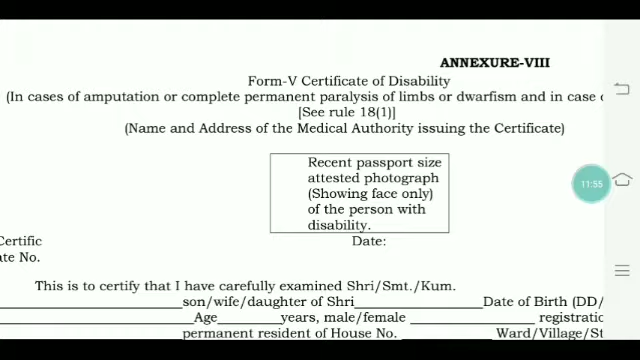 ANNEXURE-VIII
Form-V Certificate of Disability
(In cases of amputation or complete permanent paralysis of limbs or dwarfism and in case
[See rule 18(1)]
(Name and Address of the Medical Authority issuing the Certificate)
Recent passport size
attested photograph
(Showing face only)
of the person with
disability.
11:55
Certific
Date:
ate No.
This is to certify that I have carefully examined Shri/Smt./Kum.
son/wife/daughter of Shri Date of Birth (DD/
Age years, male/female registratio
permanent resident of House No. Ward/Village/St